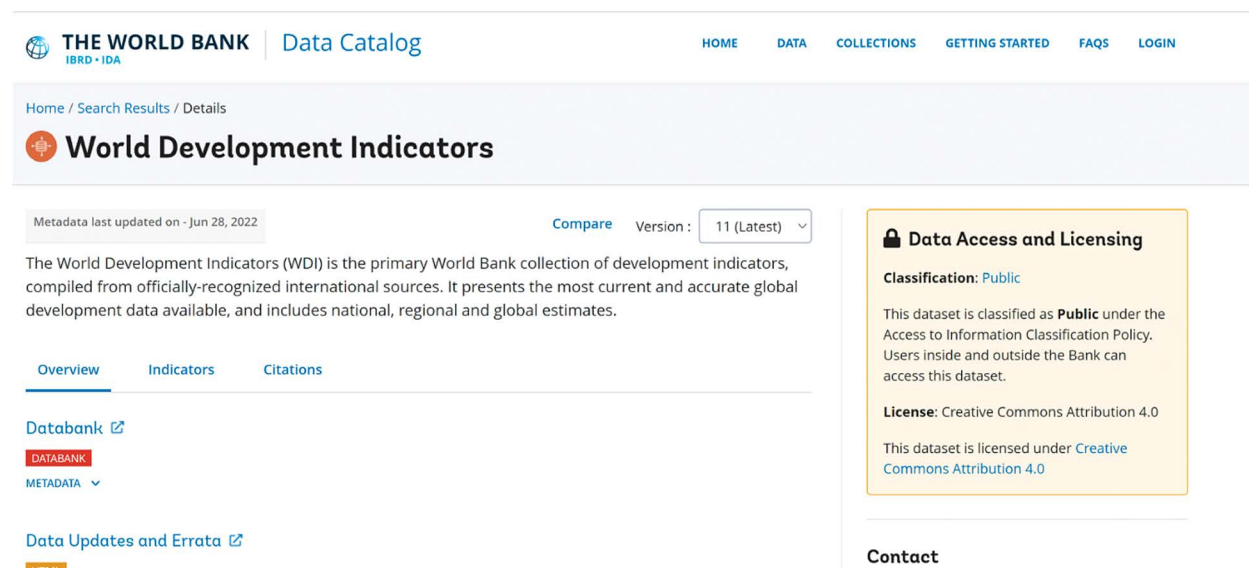 THE WORLD BANK
IBRD • IDA
Data Catalog
HOME DATA COLLECTIONS GETTING STARTED FAQS LOGIN
Home / Search Results / Details
World Development Indicators
Metadata last updated on - Jun 28, 2022
Compare Version : 11 (Latest)
The World Development Indicators (WDI) is the primary World Bank collection of development indicators,
compiled from officially-recognized international sources. It presents the most current and accurate global
development data available, and includes national, regional and global estimates.
Overview Indicators Citations
Databank
DATABANK
METADATA
Data Updates and Errata
Data Access and Licensing
Classification: Public
This dataset is classified as Public under the
Access to Information Classification Policy.
Users inside and outside the Bank can
access this dataset.
License: Creative Commons Attribution 4.0
This dataset is licensed under Creative
Commons Attribution 4.0
Contact